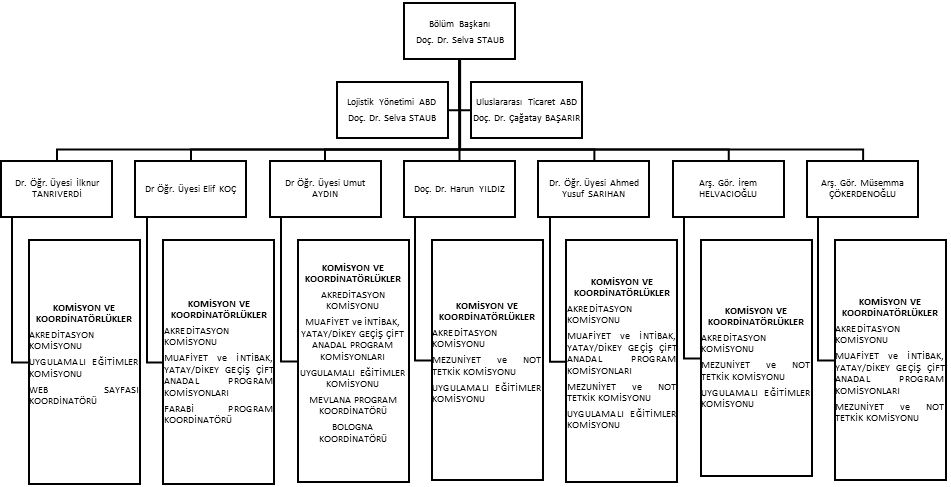 Bölüm Başkanı
Doç. Dr. Selva STAUB
Lojistik Yönetimi ABD
Doç. Dr. Selva STAUB
Uluslararası Ticaret ABD
Doç. Dr. Çağatay BAŞARIR
Dr. Öğr. Üyesi İlknur
TANRIVERDİ
Dr Öğr. Üyesi Elif KOÇ
Dr Öğr. Üyesi Umut
AYDIN
Doç. Dr. Harun YILDIZ
Dr. Öğr. Üyesi Ahmed
Yusuf SARIHAN
Arş. Gör. İrem
HELVACIOĞLU
Arş. Gör. Müsemma
ÇÖKERDENOĞLU
KOMİSYON VE
KOORDİNATÖRLÜKLER
AKREDİTASYON
KOMİSYONU
UYGULAMALI EĞİTİMLER
KOMİSYONU
WEB SAYFASI
KOORDİNATÖRÜ
KOMİSYON VE
KOORDİNATÖRLÜKLER
AKREDİTASYON
KOMİSYONU
MUAFİYET ve İNTİBAK,
YATAY/DİKEY GEÇİŞ ÇİFT
ANADAL PROGRAM
KOMİSYONLARI
FARABİ PROGRAM
KOORDİNATÖRÜ
KOMİSYON VE
KOORDİNATÖRLÜKLER
AKREDİTASYON
KOMİSYONU
MUAFİYET ve İNTİBAK,
YATAY/DİKEY GEÇİŞ ÇİFT
ANADAL PROGRAM
KOMİSYONLARI
UYGULAMALI EĞİTİMLER
KOMİSYONU
MEVLANA PROGRAM
KOORDİNATÖRÜ
BOLOGNA
KOORDİNATÖRÜ
KOMİSYON VE
KOORDİNATÖRLÜKLER
AKREDİTASYON
KOMİSYONU
MEZUNİYET ve NOT
TETKİK KOMİSYONU
UYGULAMALI EĞİTİMLER
KOMİSYONU
KOMİSYON VE
KOORDİNATÖRLÜKLER
AKREDİTASYON
KOMİSYONU
MUAFİYET ve İNTİBAK,
YATAY/DİKEY GEÇİŞ ÇİFT
ANADAL PROGRAM
KOMİSYONLARI
MEZUNİYET ve NOT
TETKİK KOMİSYONU
UYGULAMALI EĞİTİMLER
KOMİSYONU
KOMİSYON VE
KOORDİNATÖRLÜKLER
AKREDİTASYON
KOMİSYONU
MEZUNİYET ve NOT
TETKİK KOMİSYONU
UYGULAMALI EĞİTİMLER
KOMİSYONU
KOMİSYON VE
KOORDİNATÖRLÜKLER
AKREDİTASYON
KOMİSYONU
MUAFİYET ve İNTİBAK,
YATAY/DİKEY GEÇİŞ ÇİFT
ANADAL PROGRAM
KOMİSYONLARI
MEZUNİYET ve NOT
TETKİK KOMİSYONU